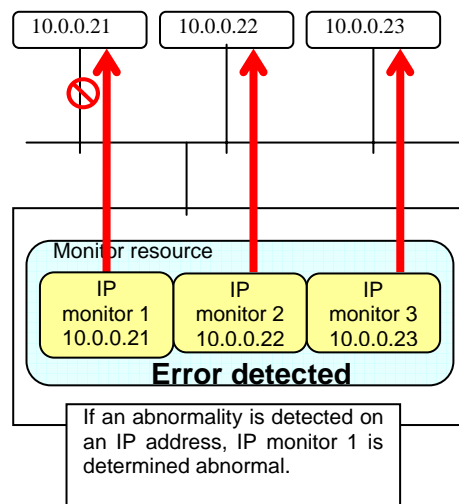 10.0.0.21
10.0.0.22
10.0.0.23
Monitor resource
IP
monitor 1
10.0.0.21
IP
monitor 2
10.0.0.22
IP
monitor 3
10.0.0.23
Error detected
If an abnormality is detected on
an IP address, IP monitor 1 is
determined abnormal.